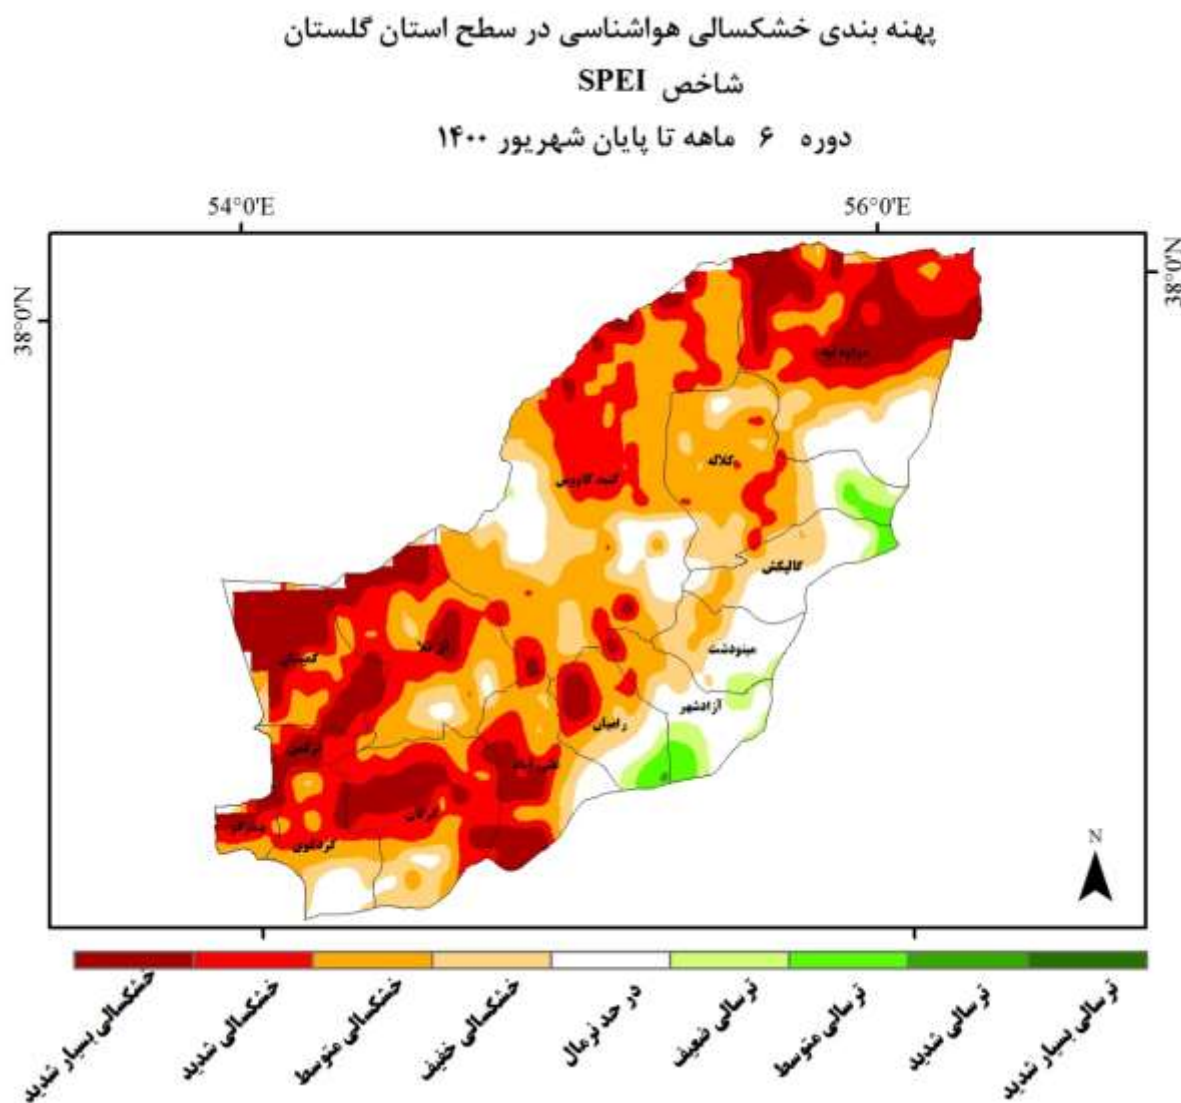 پهنه بندی خشکسالی هواشناسی در سطح استان گلستان
شاخص SPEI
دوره ۶ ماهه تا پایان شهریور ۱۴۰۰
54°0'E
56°0'E
38°0'N
38°0'N
مراوه تپه
کلاله
گنبد کاووس
گالیکش
مینودشت
آزادشهر
رامیان
گمیشان
آق قلا
ترکمن
علی آباد
گرگان
بندرگز
کردکوی
N
خشکسالی بسیار شدید
خشکسالی شدید
خشکسالی متوسط
خشکسالی خفیف
در حد نرمال
ترسالی ضعیف
ترسالی متوسط
ترسالی شدید
ترسالی بسیار شدید